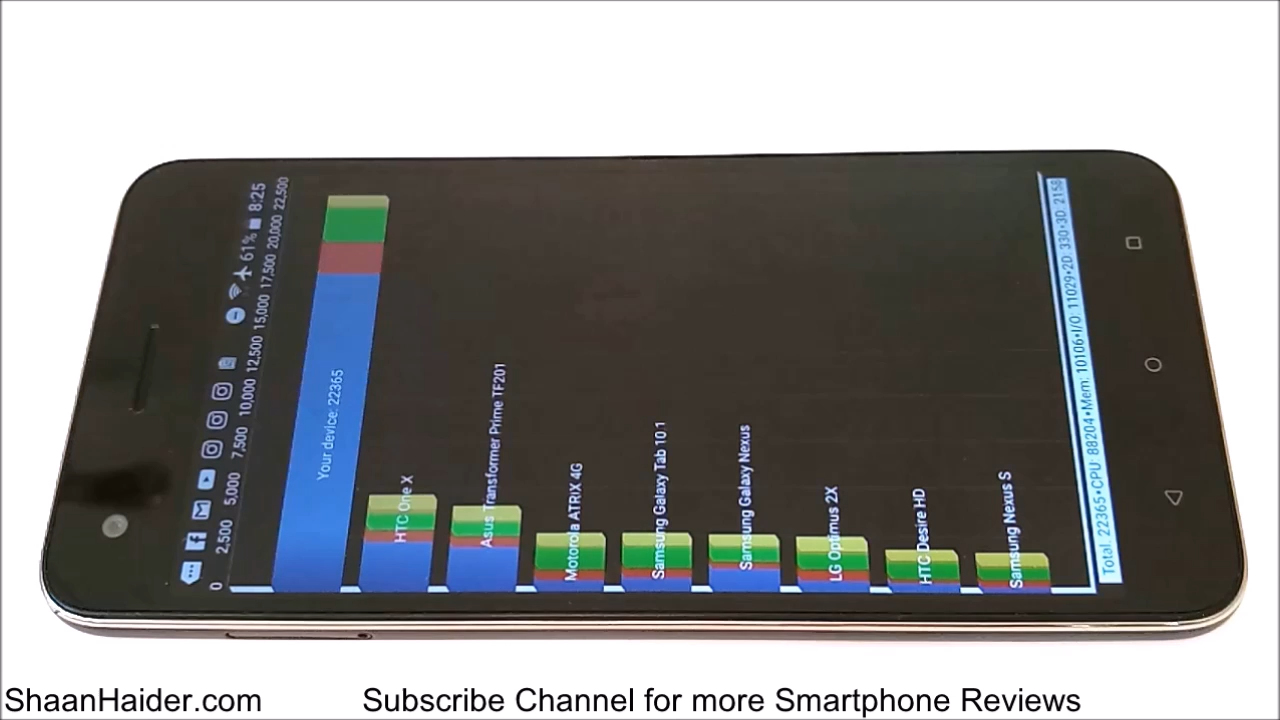 61% 8:25
0 2,500 5,000 7,500 10,000 12,500 15,000 17,500 20,000 22,500
Your device: 22365
HTC One X
Asus Transformer Prime TF201
Motorola ATRIX 4G
Samsung Galaxy Tab 10.1
Samsung Galaxy Nexus
LG Optimus 2X
HTC Desire HD
Samsung Nexus S
Total: 22365•CPU: 88204•Mem: 10106•I/O: 11029•2D: 330•3D: 2158
ShaanHaider.com
Subscribe Channel for more Smartphone Reviews